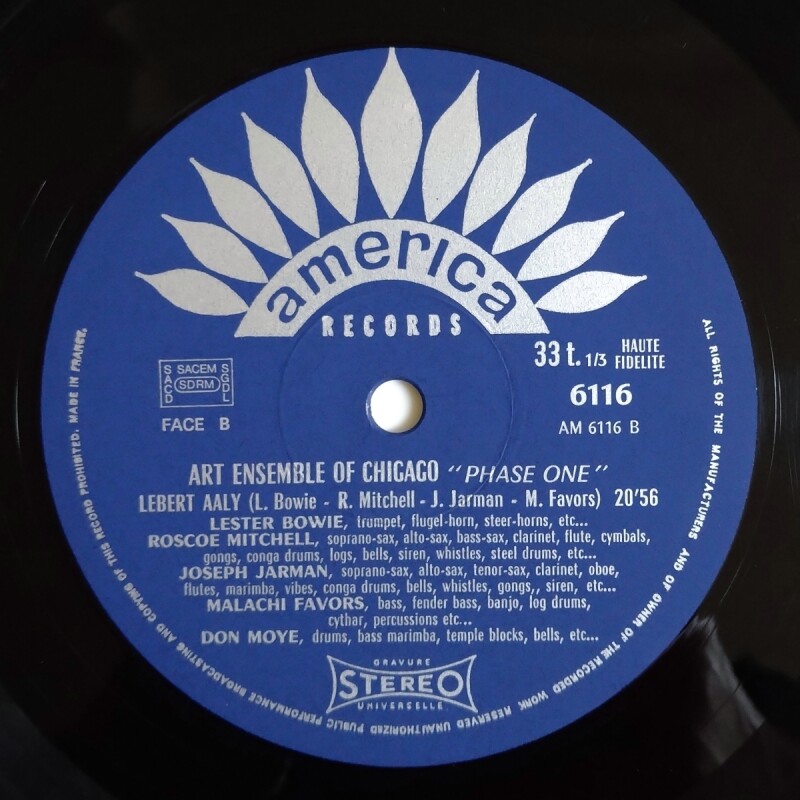 america
RECORDS
33 t. 1/3 HAUTE FIDELITE
6116
AM 6116 B
SACD SACEM SDRM SGDL
FACE B
ART ENSEMBLE OF CHICAGO "PHASE ONE"
LEBERT AALY (L. Bowie - R. Mitchell - J. Jarman - M. Favors) 20'56
LESTER BOWIE, trumpet, flugel-horn, steer-horns, etc...
ROSCOE MITCHELL, soprano-sax, alto-sax, bass-sax, clarinet, flute, cymbals,
gongs, conga drums, logs, bells, siren, whistles, steel drums, etc...
JOSEPH JARMAN, soprano-sax, alto-sax, tenor-sax, clarinet, oboe,
flutes, marimba, vibes, conga drums, bells, whistles, gongs,, siren, etc...
MALACHI FAVORS, bass, fender bass, banjo, log drums,
cythar, percussions etc...
DON MOYE, drums, bass marimba, temple blocks, bells, etc...
GRAVURE
STEREO
UNIVERSELLE
ALL RIGHTS OF THE MANUFACTURERS AND OF OWNER OF THE RECORDED WORK RESERVED UNAUTHORIZED PUBLIC PERFORMANCE BROADCASTING AND COPYING OF THIS RECORD PROHIBITED. MADE IN FRANCE.